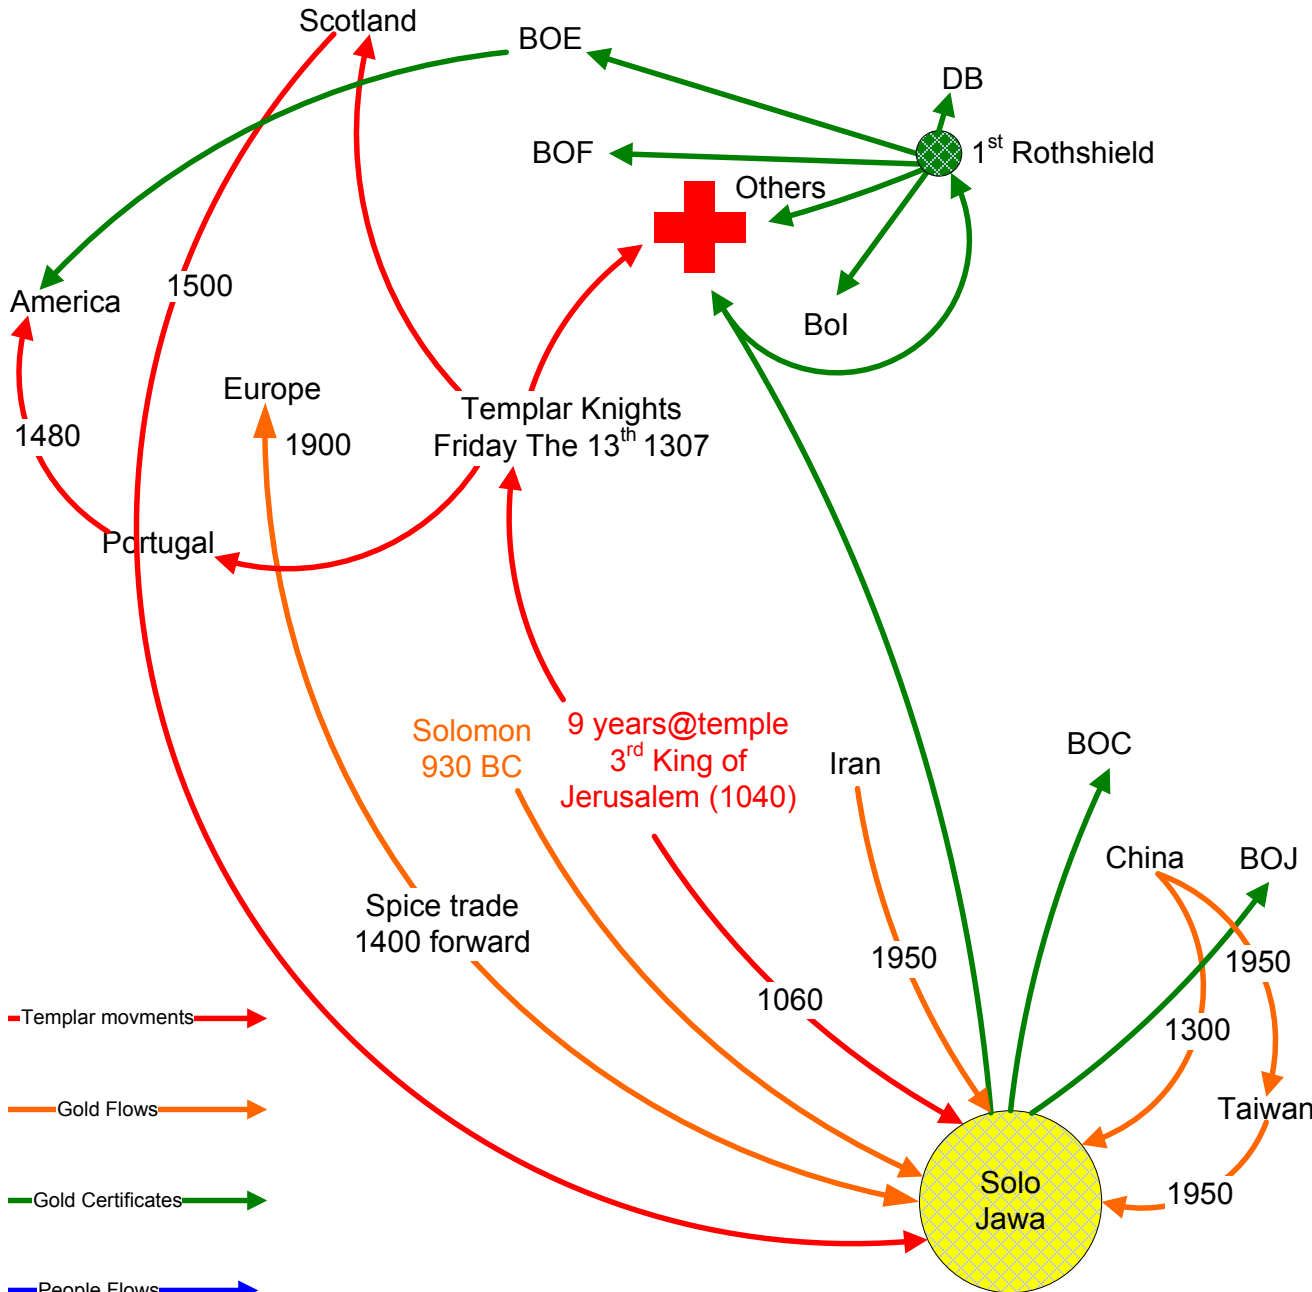 Scotland
BOE
DB
BOF
1st Rothshield
Others
1500
America
BoI
Europe
Templar Knights
Friday The 13th 1307
1480
1900
Portugal
Solomon
930 BC
9 years@temple
3rd King of
Jerusalem (1040)
Iran
BOC
China
BOJ
Spice trade
1400 forward
1950
1950
1060
1300
Templar movments
Gold Flows
Taiwan
Solo
Jawa
1950
Gold Certificates
People Flows